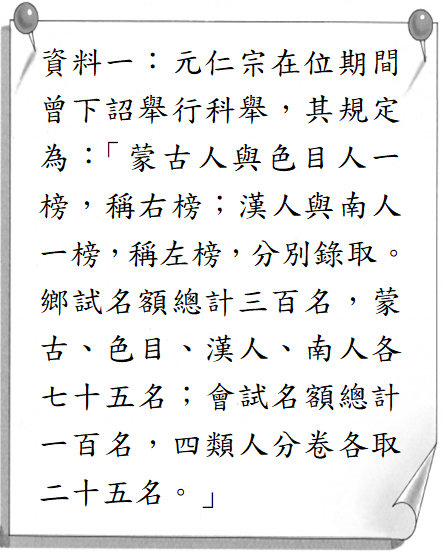 資料一：元仁宗在位期間
曾下詔舉行科舉，其規定
為：「蒙古人與色目人一
榜，稱右榜；漢人與南人
一榜，稱左榜，分別錄取。
鄉試名額總計三百名，蒙
古、色目、漢人、南人各
七十五名；會試名額總計
一百名，四類人分卷各取
二十五名。」